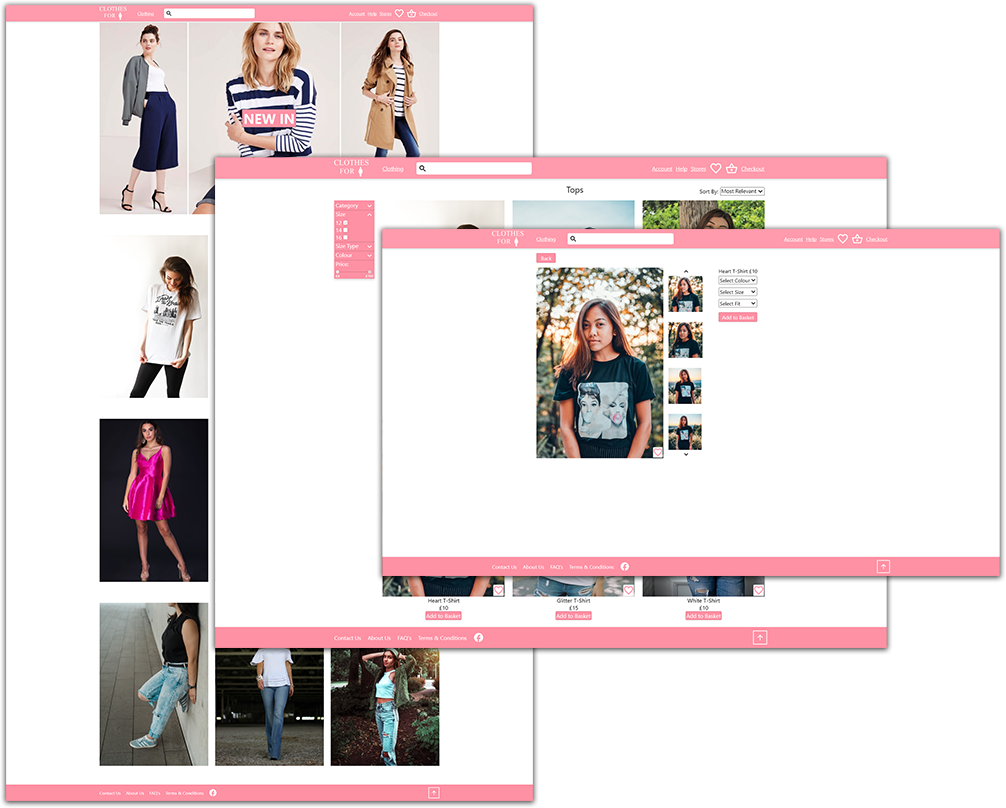 CLOTHES
FOR
Clothing
Account Help Stores Checkout
NEW IN
Contact Us About Us FAQ's Terms & Conditions
CLOTHES
FOR
Clothing
Account Help Stores Checkout
Tops
Sort By: Most Relevant
Category
Size
12
14
16
Size Type
Colour
Price:
Heart T-Shirt
£10
Add to Basket
Glitter T-Shirt
£15
Add to Basket
White T-Shirt
£10
Add to Basket
Contact Us About Us FAQ's Terms & Conditions
CLOTHES
FOR
Clothing
Account Help Stores Checkout
Back
Heart T-Shirt £10
Select Colour
Select Size
Select Fit
Add to Basket
Contact Us About Us FAQ's Terms & Conditions